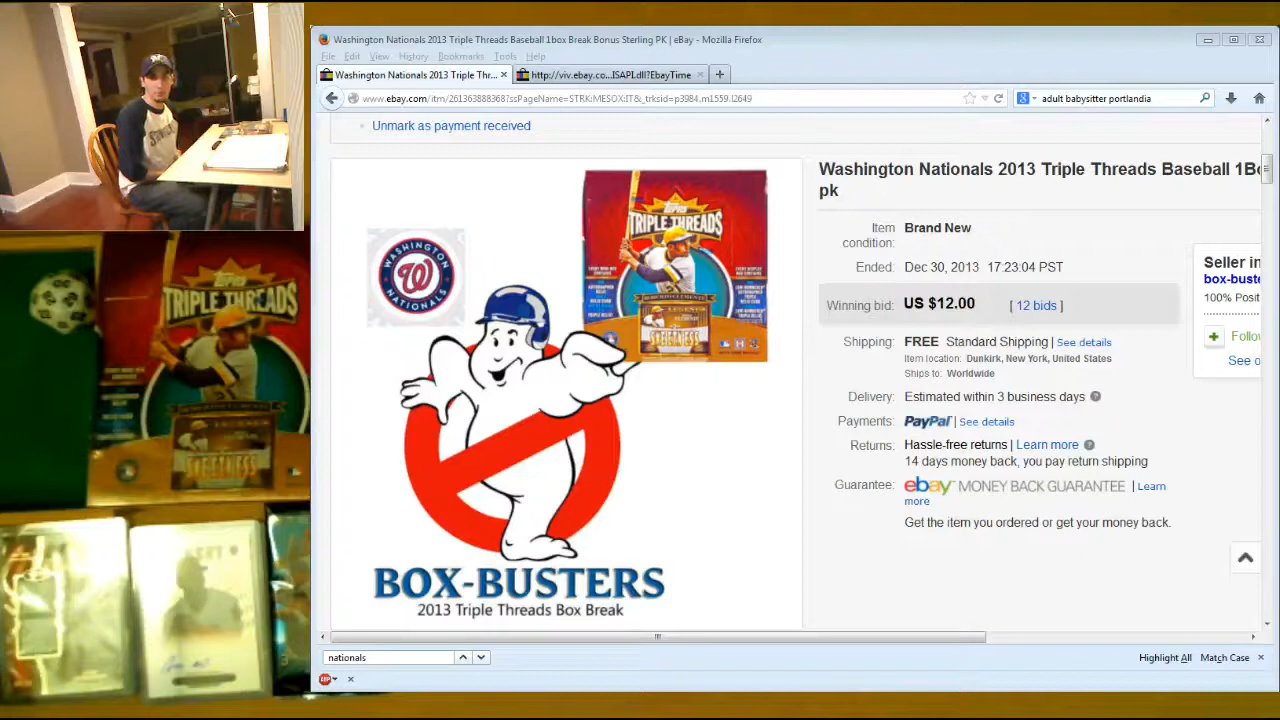 Washington Nationals 2013 Triple Threads Baseball 1box Break Bonus Sterling PK | eBay - Mozilla Firefox
File Edit View History Bookmarks Tools Help
Washington Nationals 2013 Triple Thr... × http://viv.ebay.co...ISAPI.dll?EbayTime × +
www.ebay.com/itm/261363888368?ssPageName=STRK:MESOX:IT&_trksid=p3984.m1559.l2649
adult babysitter portlandia
Unmark as payment received
Washington Nationals 2013 Triple Threads Baseball 1Bo
pk
Item condition: Brand New
Ended: Dec 30, 2013 17:23:04 PST
Winning bid: US $12.00 [ 12 bids ]
Shipping: FREE Standard Shipping | See details
Item location: Dunkirk, New York, United States
Ships to: Worldwide
Delivery: Estimated within 3 business days
Payments: PayPal | See details
Returns: Hassle-free returns | Learn more
14 days money back, you pay return shipping
Guarantee: ebay MONEY BACK GUARANTEE | Learn
more
Get the item you ordered or get your money back.
Seller in
box-buste
100% Posit
+ Follo
See o
WASHINGTON
W
NATIONALS
Topps
TRIPLE THREADS
SWEETNESS
BOX-BUSTERS
2013 Triple Threads Box Break
Topps
TRIPLE THREADS
SWEETNESS
nationals
Highlight All Match Case ×
ABP ×